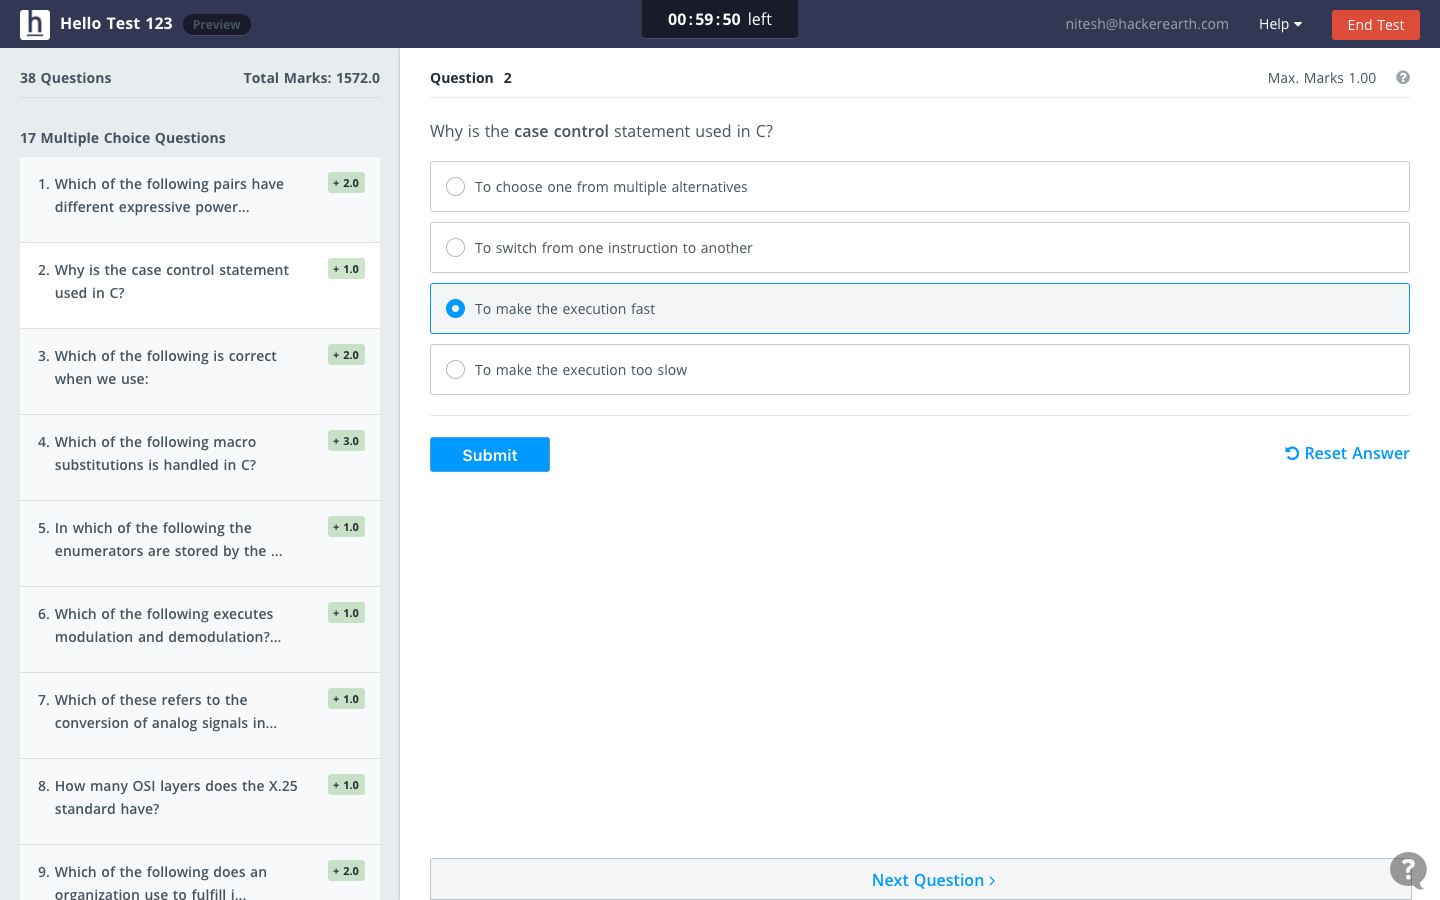 h Hello Test 123 Preview
00:59:50 left
nitesh@hackerearth.com Help End Test
38 Questions Total Marks: 1572.0
17 Multiple Choice Questions
1. Which of the following pairs have + 2.0
different expressive power...
2. Why is the case control statement + 1.0
used in C?
3. Which of the following is correct + 2.0
when we use:
4. Which of the following macro + 3.0
substitutions is handled in C?
5. In which of the following the + 1.0
enumerators are stored by the ...
6. Which of the following executes + 1.0
modulation and demodulation?...
7. Which of these refers to the + 1.0
conversion of analog signals in...
8. How many OSI layers does the X.25 + 1.0
standard have?
9. Which of the following does an + 2.0
organization use to fulfill i...
Question 2 Max. Marks 1.00 ?
Why is the case control statement used in C?
To choose one from multiple alternatives
To switch from one instruction to another
To make the execution fast
To make the execution too slow
Submit Reset Answer
Next Question >
?